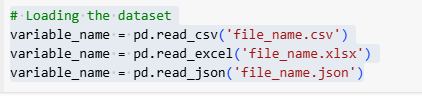 # Loading the dataset
variable_name = pd.read_csv('file_name.csv')
variable_name = pd.read_excel('file_name.xlsx')
variable_name = pd.read_json('file_name.json')